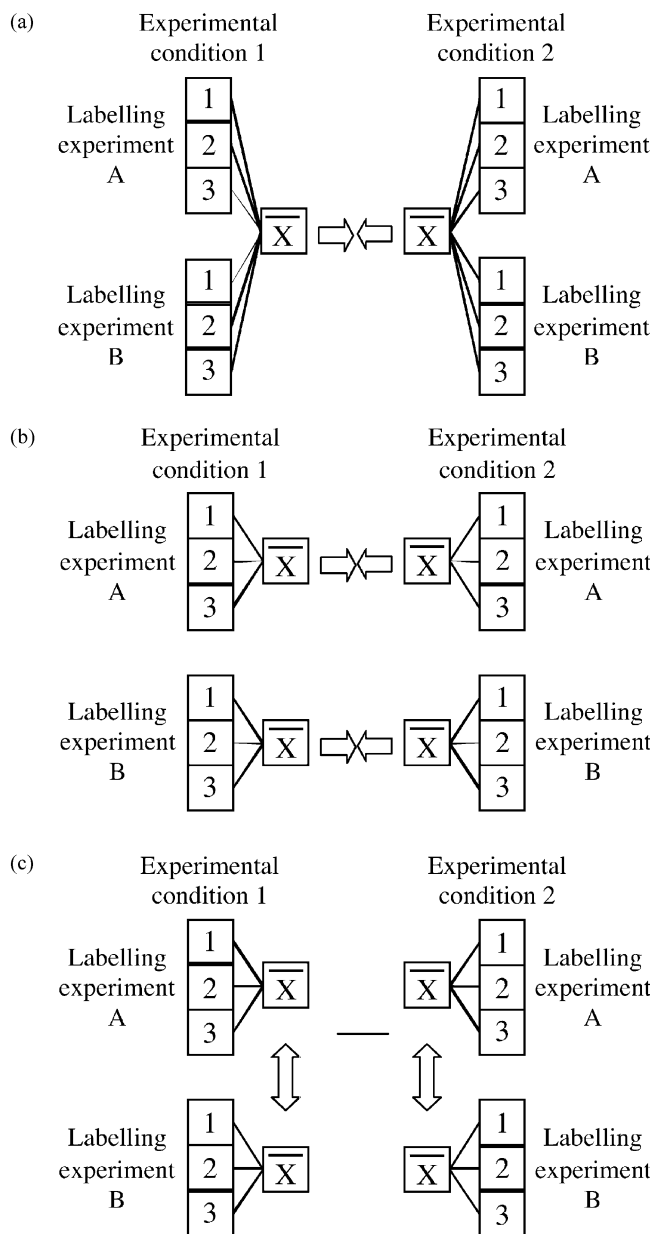 (a)
Experimental condition 1
Experimental condition 2
Labelling experiment A
1
2
3
X
X
1
2
3
Labelling experiment A
Labelling experiment B
1
2
3
1
2
3
Labelling experiment B
(b)
Experimental condition 1
Experimental condition 2
Labelling experiment A
1
2
3
X
X
1
2
3
Labelling experiment A
Labelling experiment B
1
2
3
X
X
1
2
3
Labelling experiment B
(c)
Experimental condition 1
Experimental condition 2
Labelling experiment A
1
2
3
X
X
1
2
3
Labelling experiment A
Labelling experiment B
1
2
3
X
X
1
2
3
Labelling experiment B